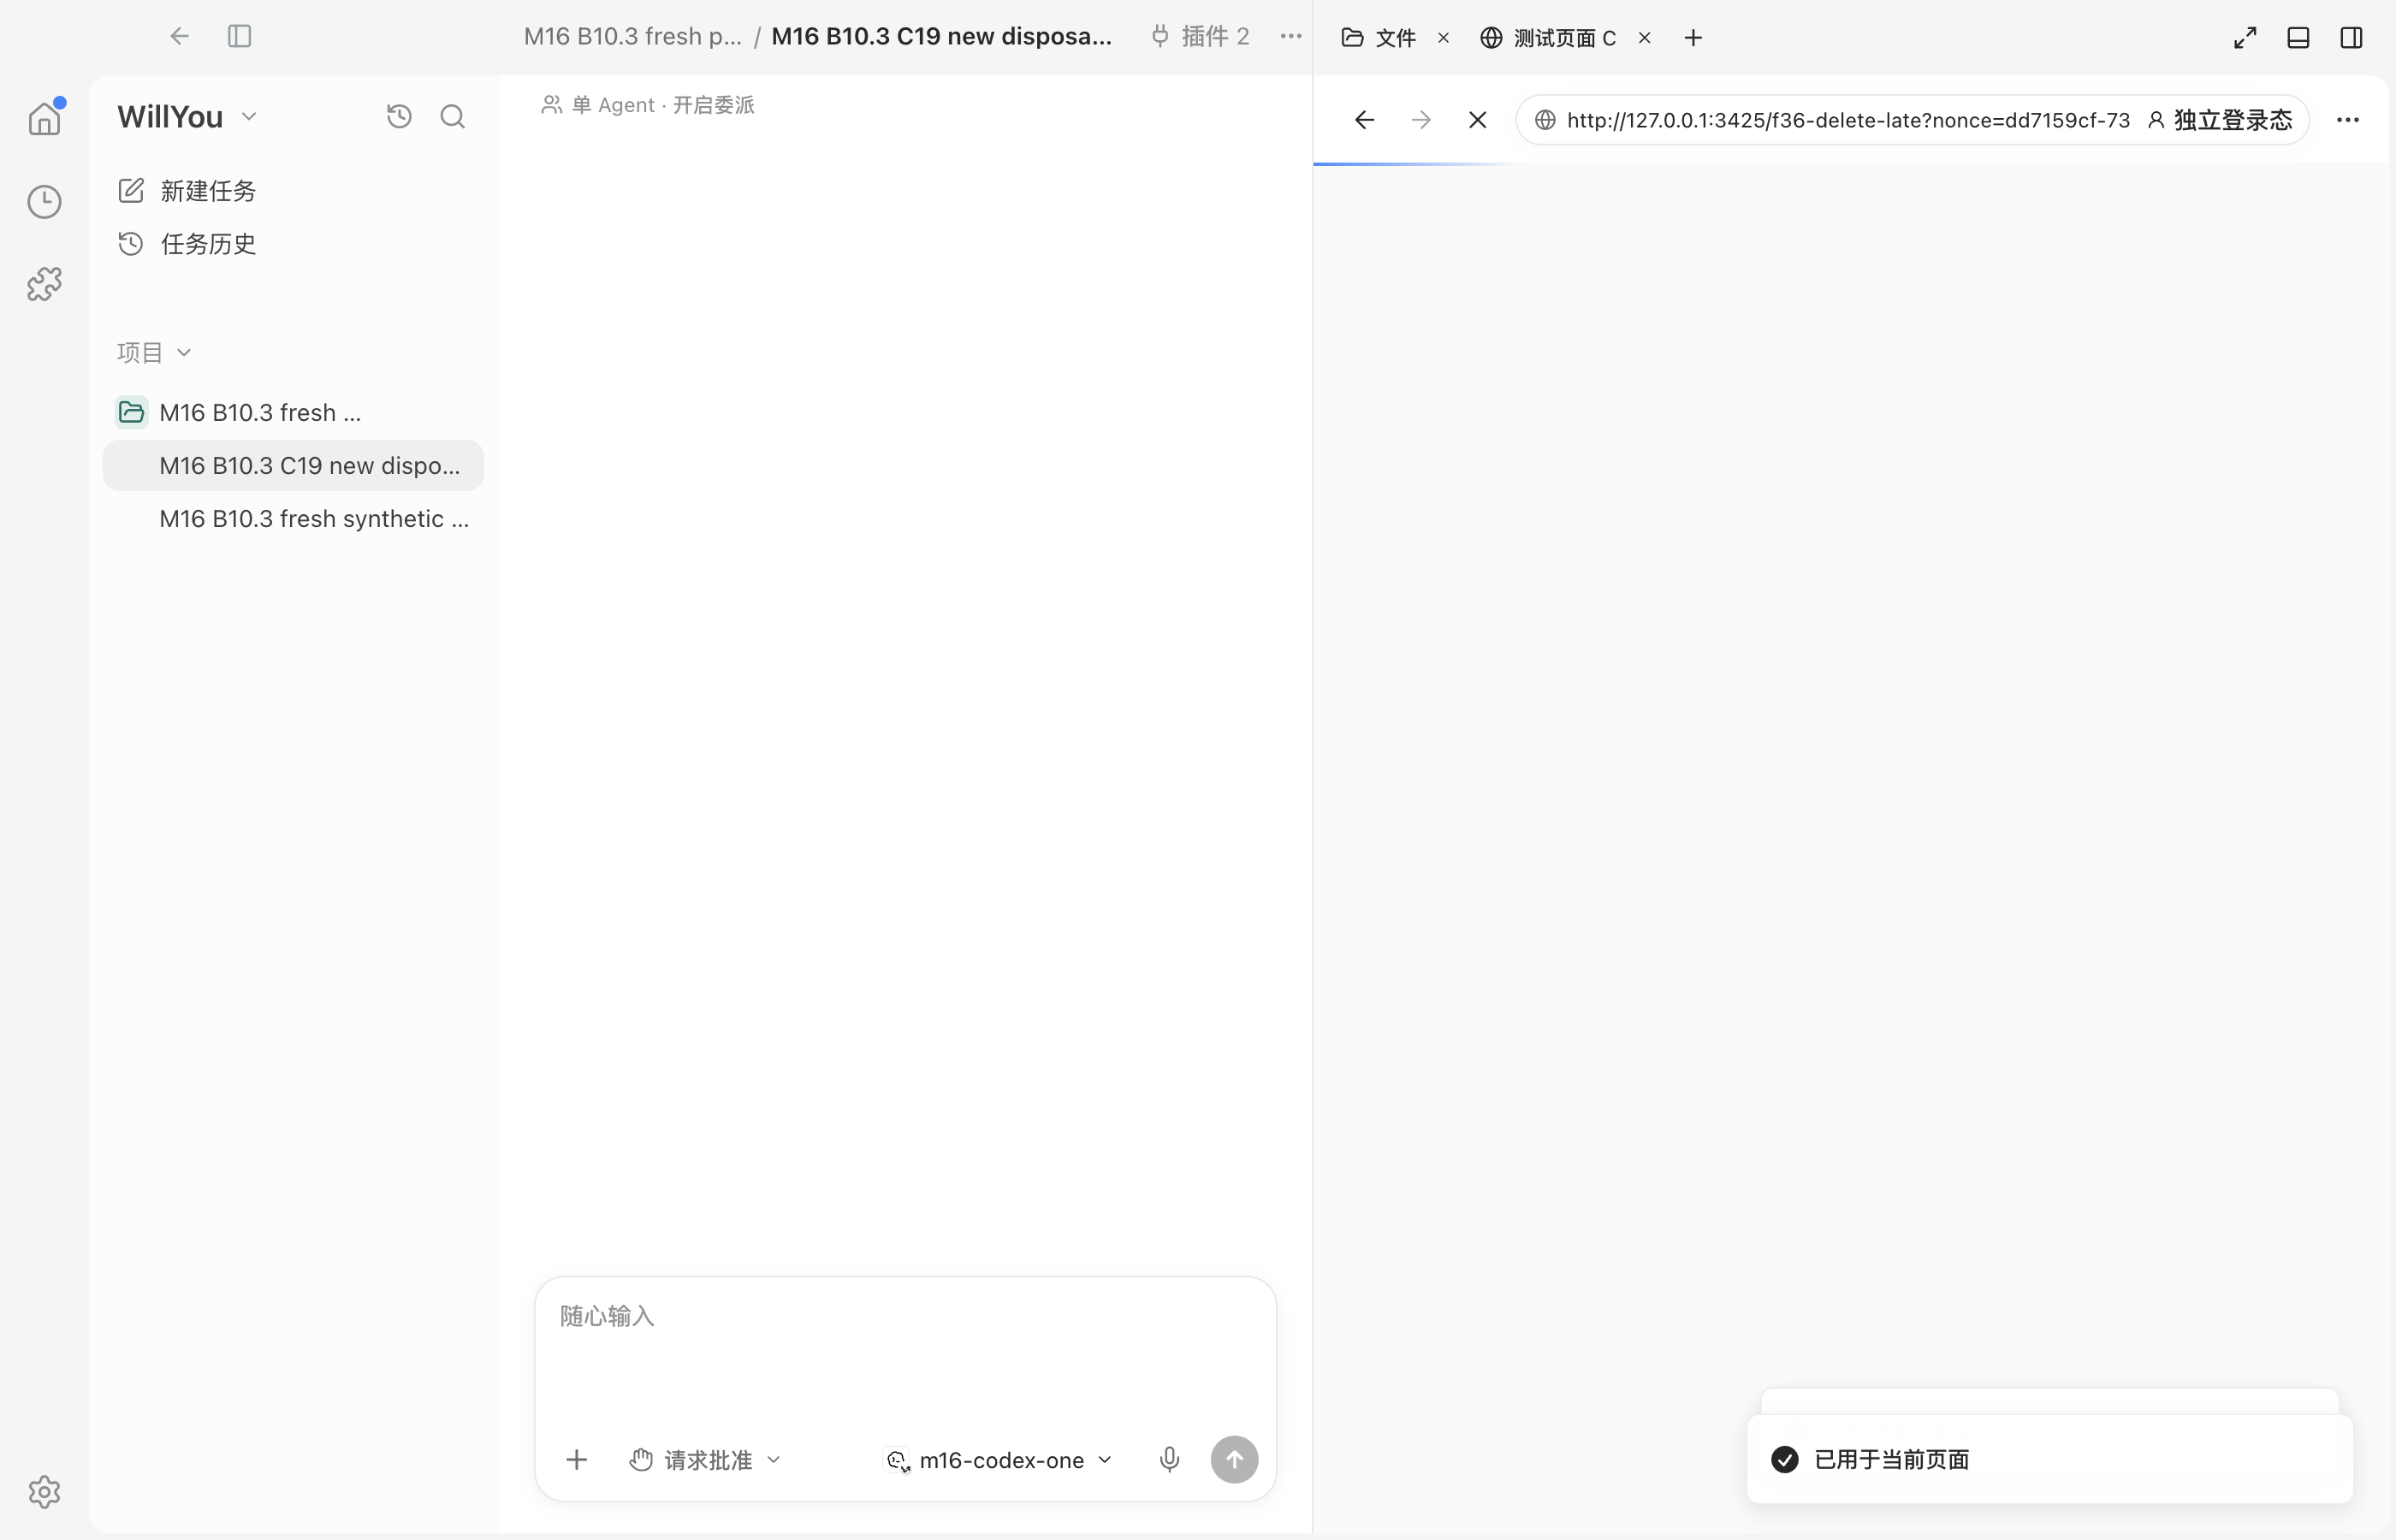 M16 B10.3 fresh p... / M16 B10.3 C19 new disposa...
插件 2
文件
测试页面 C
WillYou
新建任务
任务历史
项目
M16 B10.3 fresh ...
M16 B10.3 C19 new dispo...
M16 B10.3 fresh synthetic ...
单 Agent · 开启委派
随心输入
请求批准
m16-codex-one
http://127.0.0.1:3425/f36-delete-late?nonce=dd7159cf-73
独立登录态
已用于当前页面